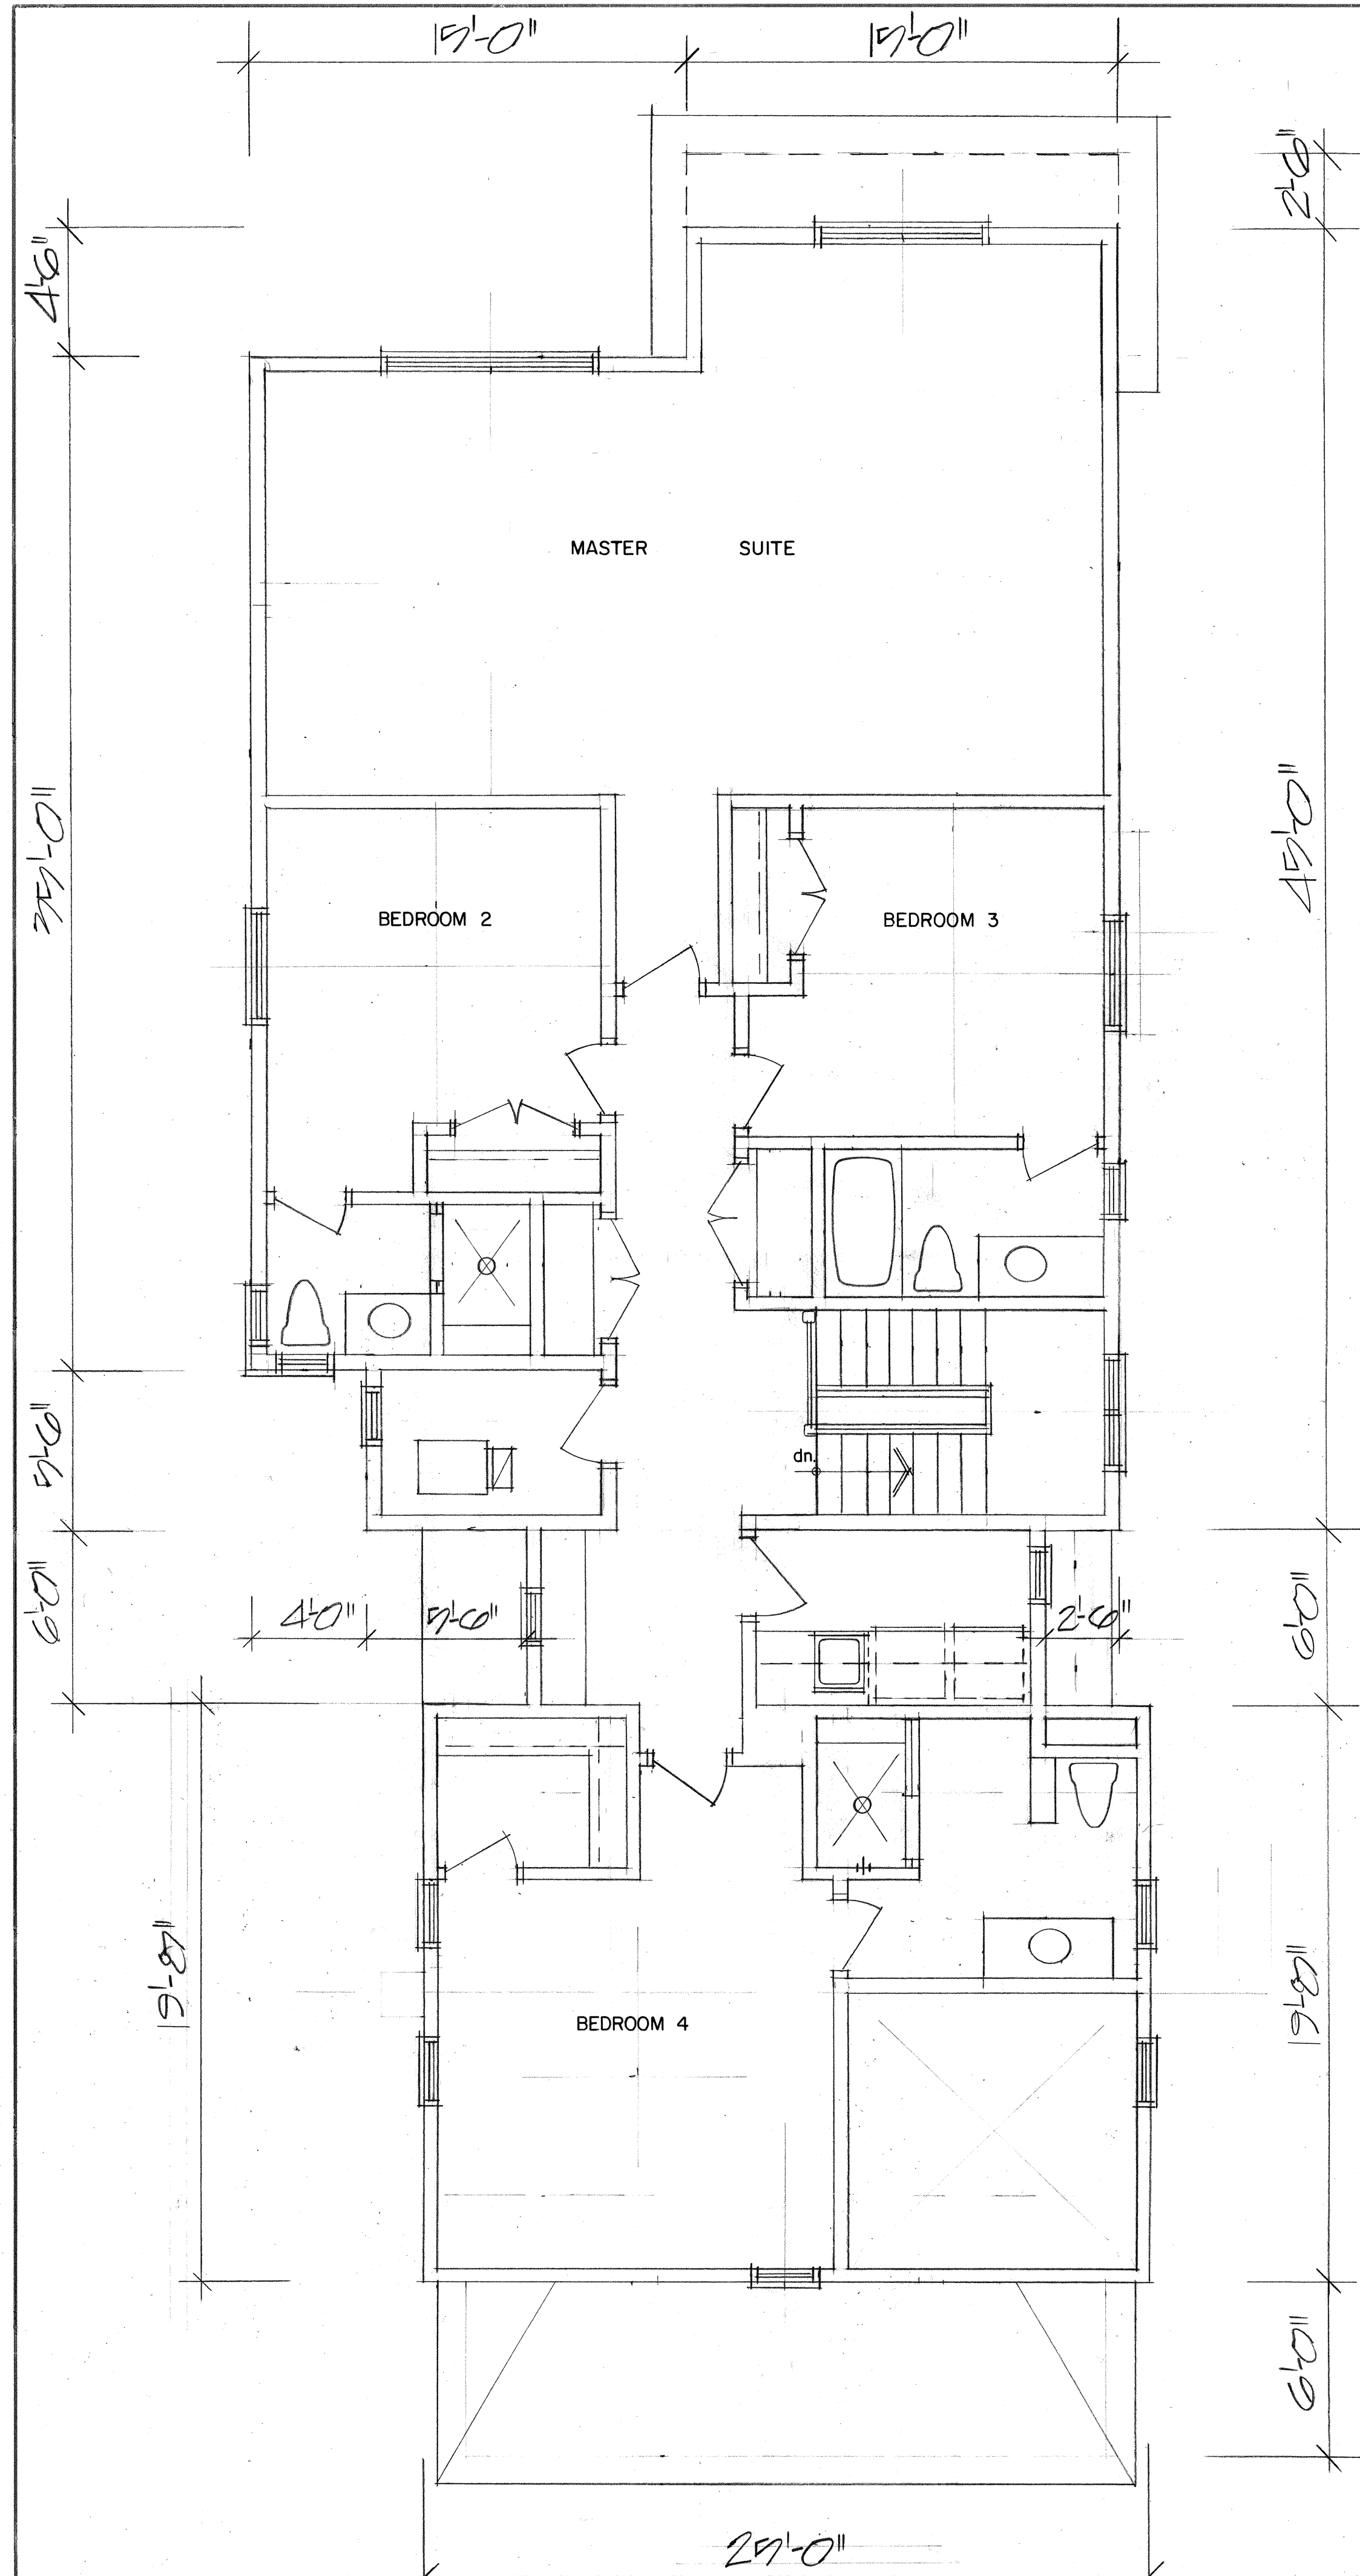 15'-0" 15'-0"
2'-6"
4'-6"
MASTER SUITE
35'-0"
45'-0"
BEDROOM 2
BEDROOM 3
5'-6"
dn.
6'-0"
4'-0" 5'-6" 2'-6"
6'-0"
19'-8"
19'-8"
BEDROOM 4
6'-0"
25'-0"